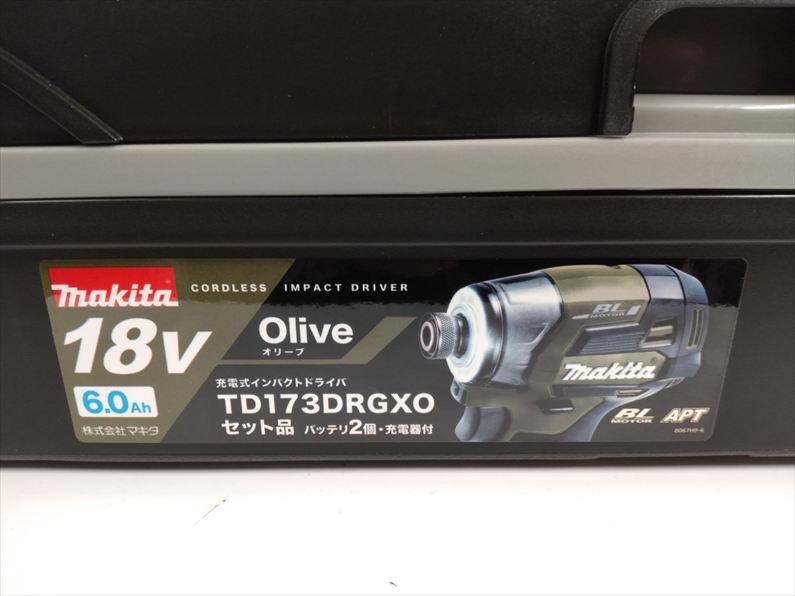 makita
CORDLESS IMPACT DRIVER
18V
Olive
オリーブ
6.0Ah
株式会社マキタ
充電式インパクトドライバ
TD173DRGXO
セット品 バッテリ2個・充電器付
BL
MOTOR
makita
BL
MOTOR
APT